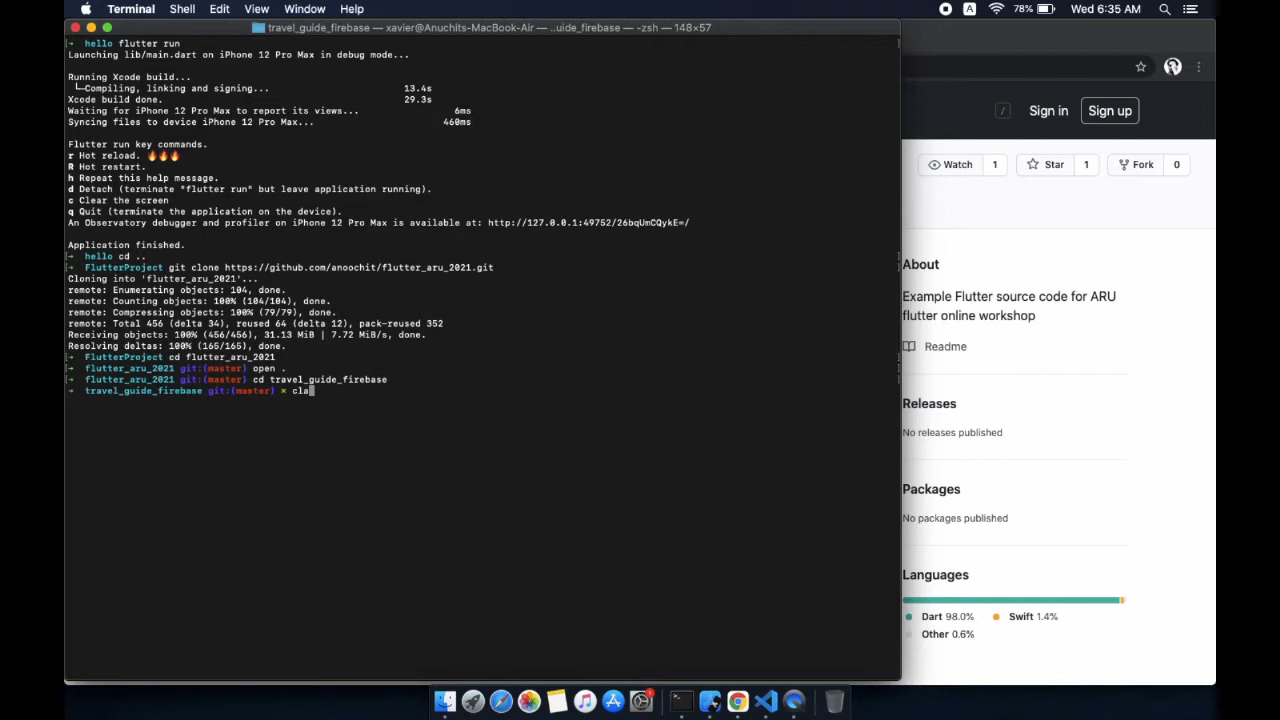 Terminal Shell Edit View Window Help
A 78% Wed 6:35 AM
travel_guide_firebase — xavier@Anuchits-MacBook-Air — ..uide_firebase — -zsh — 148×57
[→ hello flutter run ]
Launching lib/main.dart on iPhone 12 Pro Max in debug mode...
Running Xcode build...
└─Compiling, linking and signing... 13.4s
Xcode build done. 29.3s
Waiting for iPhone 12 Pro Max to report its views... 6ms
Syncing files to device iPhone 12 Pro Max... 460ms
Flutter run key commands.
r Hot reload. 🔥🔥🔥
R Hot restart.
h Repeat this help message.
d Detach (terminate "flutter run" but leave application running).
c Clear the screen
q Quit (terminate the application on the device).
An Observatory debugger and profiler on iPhone 12 Pro Max is available at: http://127.0.0.1:49752/26bqUmCQykE=/
Application finished.
[→ hello cd .. ]
[→ FlutterProject git clone https://github.com/anoochit/flutter_aru_2021.git ]
Cloning into 'flutter_aru_2021'...
remote: Enumerating objects: 104, done.
remote: Counting objects: 100% (104/104), done.
remote: Compressing objects: 100% (79/79), done.
remote: Total 456 (delta 34), reused 64 (delta 12), pack-reused 352
Receiving objects: 100% (456/456), 31.13 MiB | 7.72 MiB/s, done.
Resolving deltas: 100% (165/165), done.
[→ FlutterProject cd flutter_aru_2021 ]
[→ flutter_aru_2021 git:(master) open . ]
[→ flutter_aru_2021 git:(master) cd travel_guide_firebase ]
→ travel_guide_firebase git:(master) × cla
/ Sign in Sign up
Watch 1 Star 1 Fork 0
About
Example Flutter source code for ARU
flutter online workshop
Readme
Releases
No releases published
Packages
No packages published
Languages
Dart 98.0% Swift 1.4%
Other 0.6%